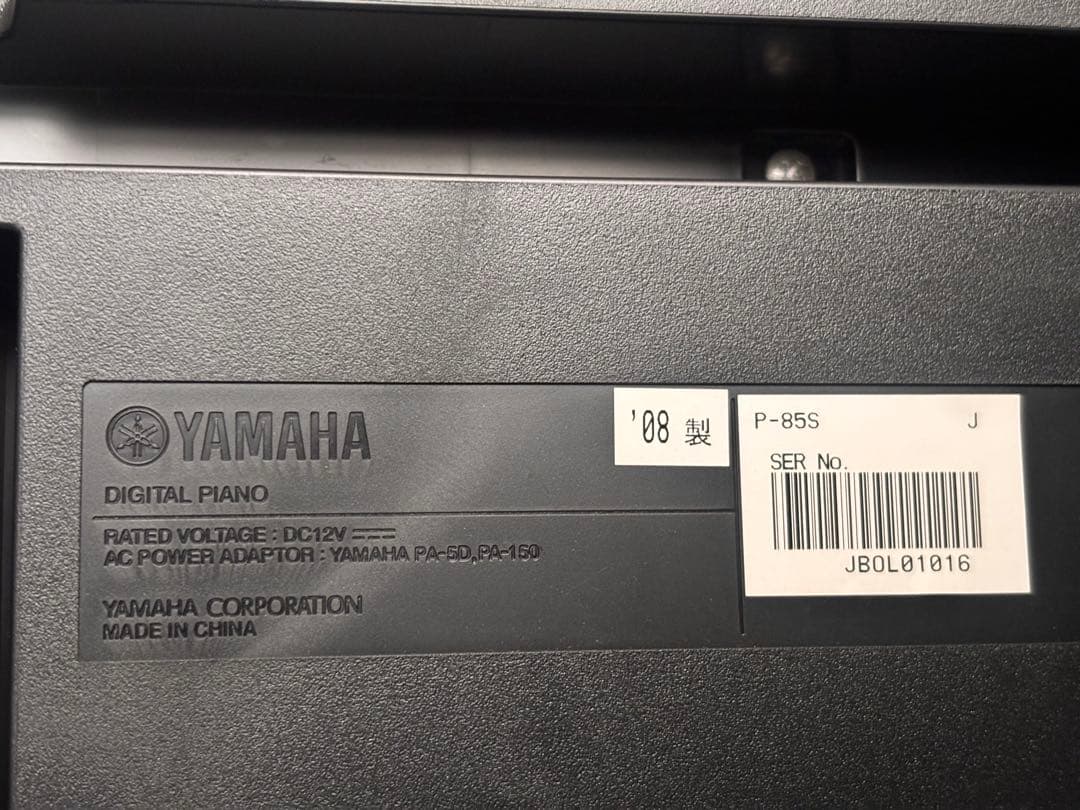 YAMAHA
DIGITAL PIANO
RATED VOLTAGE : DC12V
AC POWER ADAPTOR : YAMAHA PA-5D,PA-150
YAMAHA CORPORATION
MADE IN CHINA
'08 製
P-85S J
SER No.
JBOL01016